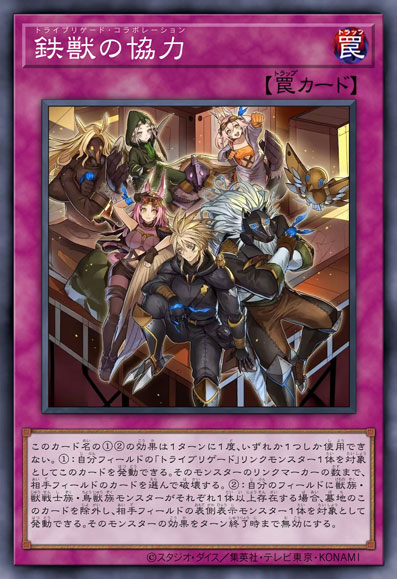 トライブリゲード・コラボレーション
鉄獣の協力
トラップ
罠
【罠カード】
トラップ
このカード名の①②の効果は1ターンに1度、いずれか1つしか使用でき
ない。①：自分フィールドの「トライブリゲード」リンクモンスター1体を対象
としてこのカードを発動できる。そのモンスターのリンクマーカーの数まで、
相手フィールドのカードを選んで破壊する。②：自分のフィールドに獣族・
獣戦士族・鳥獣族モンスターがそれぞれ1体以上存在する場合、墓地のこ
のカードを除外し、相手フィールドの表側表示モンスター1体を対象として
発動できる。そのモンスターの効果をターン終了時まで無効にする。
©スタジオ・ダイス／集英社・テレビ東京・KONAMI